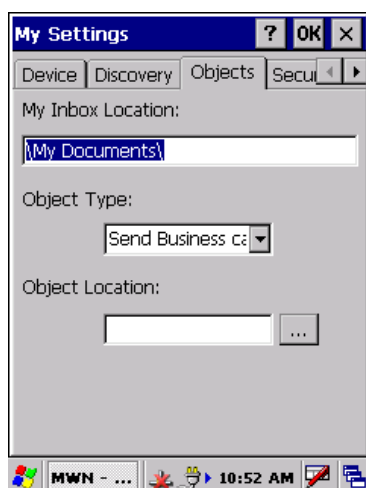 My Settings ? OK ×
Device Discovery Objects Secu
My Inbox Location:
\My Documents\
Object Type:
Send Business ca
Object Location:
...
MWN - ... 10:52 AM